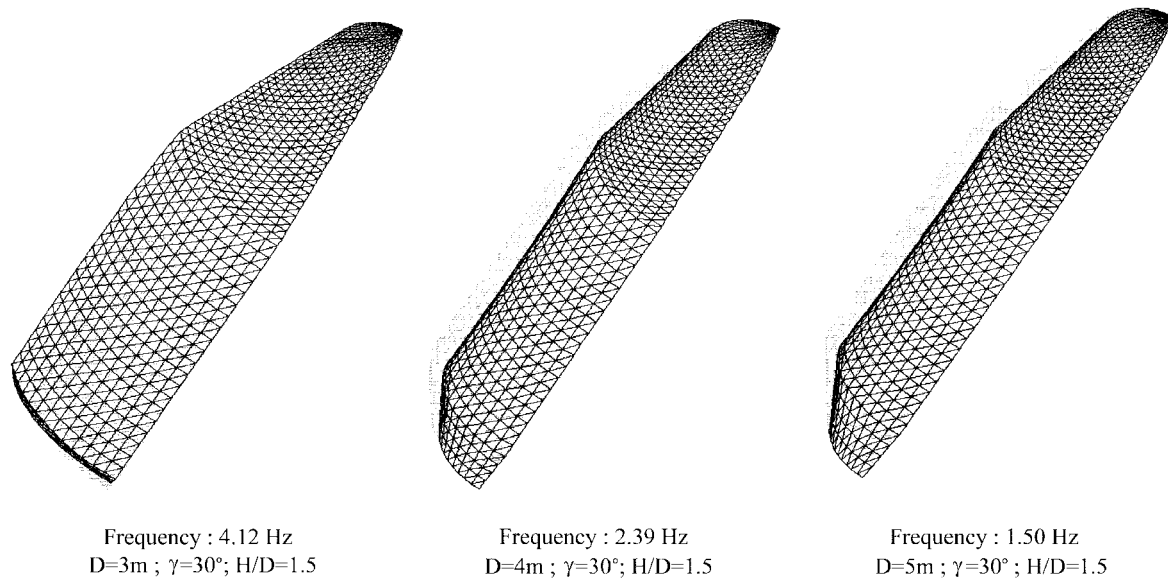 Frequency : 4.12 Hz
D=3m ; γ=30°; H/D=1.5
Frequency : 2.39 Hz
D=4m ; γ=30°; H/D=1.5
Frequency : 1.50 Hz
D=5m ; γ=30° ; H/D=1.5